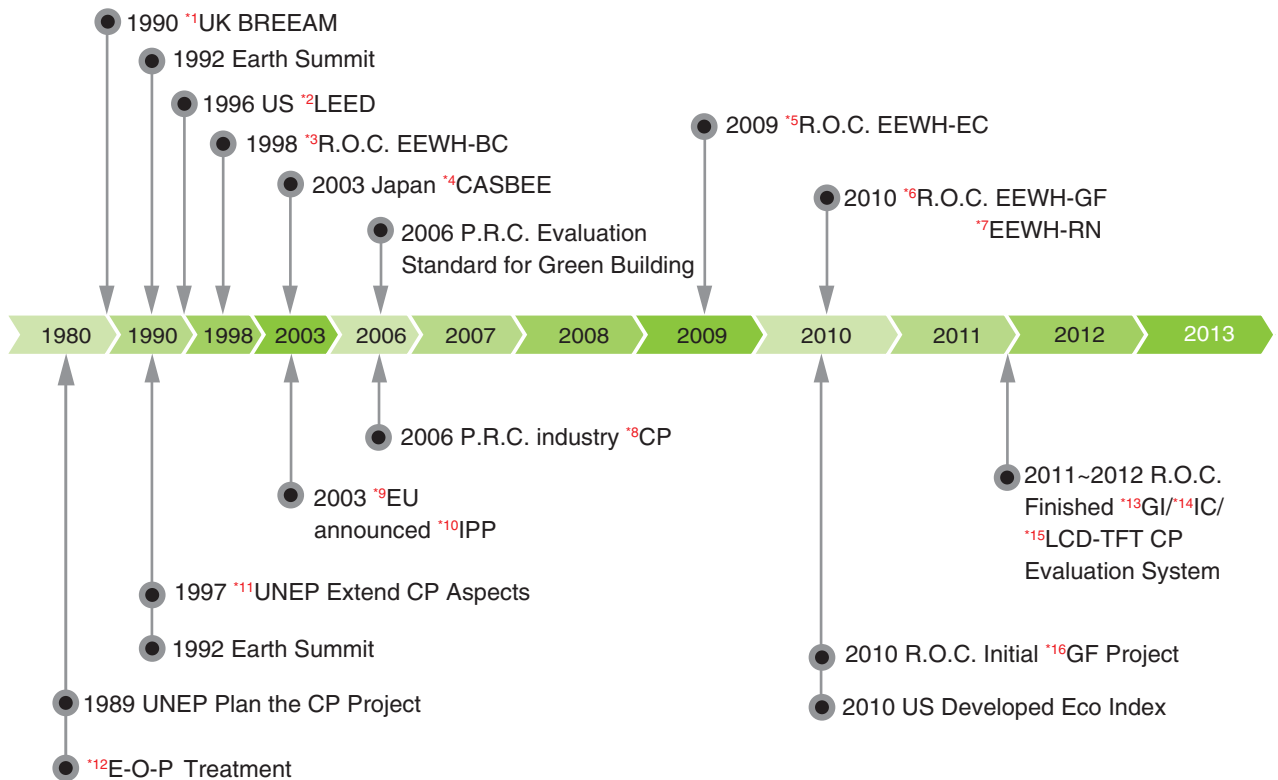 1990 *1UK BREEAM
1992 Earth Summit
1996 US *2LEED
1998 *3R.O.C. EEWH-BC
2003 Japan *4CASBEE
2006 P.R.C. Evaluation
Standard for Green Building
2009 *5R.O.C. EEWH-EC
2010 *6R.O.C. EEWH-GF
*7EEWH-RN
1980 1990 1998 2003 2006 2007 2008 2009 2010 2011 2012 2013
2006 P.R.C. industry *8CP
2003 *9EU
announced *10IPP
1997 *11UNEP Extend CP Aspects
1992 Earth Summit
1989 UNEP Plan the CP Project
*12E-O-P Treatment
2011~2012 R.O.C.
Finished *13GI/*14IC/
*15LCD-TFT CP
Evaluation System
2010 R.O.C. Initial *16GF Project
2010 US Developed Eco Index